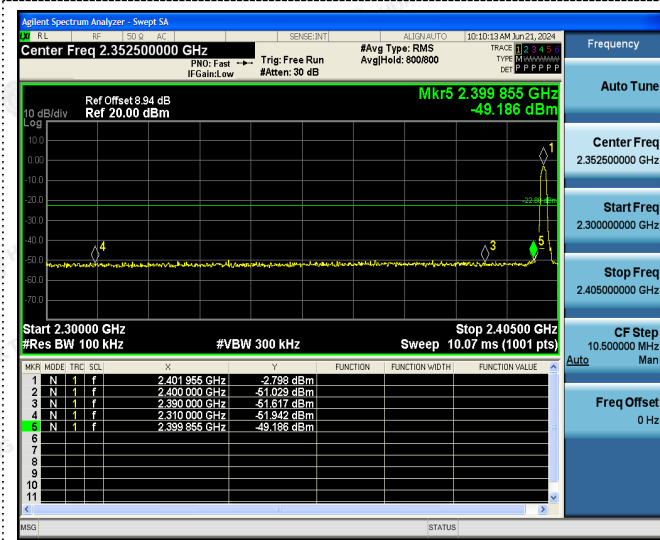 Agilent Spectrum Analyzer - Swept SA
LXI RL RF 50 Ω AC SENSE:INT ALIGN AUTO 10:10:13 AM Jun 21, 2024
Center Freq 2.352500000 GHz
#Avg Type: RMS
TRACE 1 2 3 4 5 6
PNO: Fast Trig: Free Run Avg|Hold: 800/800
TYPE MWWWWW
IFGain:Low #Atten: 30 dB
DET P P P P P P
Mkr5 2.399 855 GHz
-49.186 dBm
Ref Offset 8.94 dB
10 dB/div Ref 20.00 dBm
Log
10.0
0.00
-10.0
-20.0
-30.0
-40.0
-50.0
-60.0
-70.0
1
3
4
5
Start 2.30000 GHz Stop 2.40500 GHz
#Res BW 100 kHz #VBW 300 kHz Sweep 10.07 ms (1001 pts)
MKR MODE TRC SCL X Y FUNCTION FUNCTION WIDTH FUNCTION VALUE
1 N 1 f 2.401 955 GHz -2.798 dBm
2 N 1 f 2.400 000 GHz -51.029 dBm
3 N 1 f 2.390 000 GHz -51.617 dBm
4 N 1 f 2.310 000 GHz -51.942 dBm
5 N 1 f 2.399 855 GHz -49.186 dBm
6
7
8
9
10
11
MSG STATUS
Frequency
Auto Tune
Center Freq
2.352500000 GHz
Start Freq
2.300000000 GHz
Stop Freq
2.405000000 GHz
CF Step
10.500000 MHz
Auto Man
Freq Offset
0 Hz